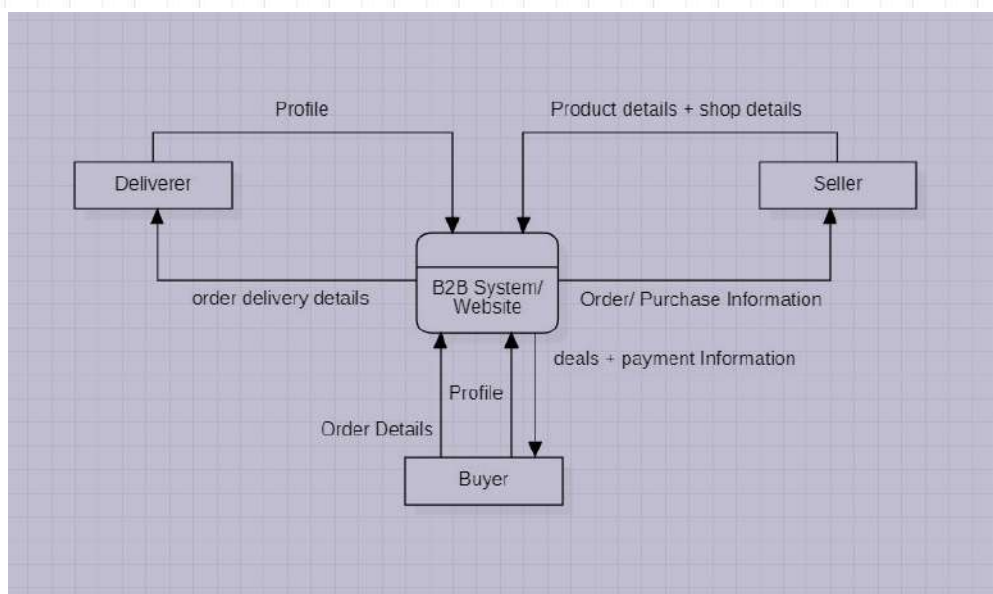 Profile
Product details + shop details
Deliverer
Seller
B2B System/
Website
order delivery details
Order/ Purchase Information
deals + payment Information
Profile
Order Details
Buyer